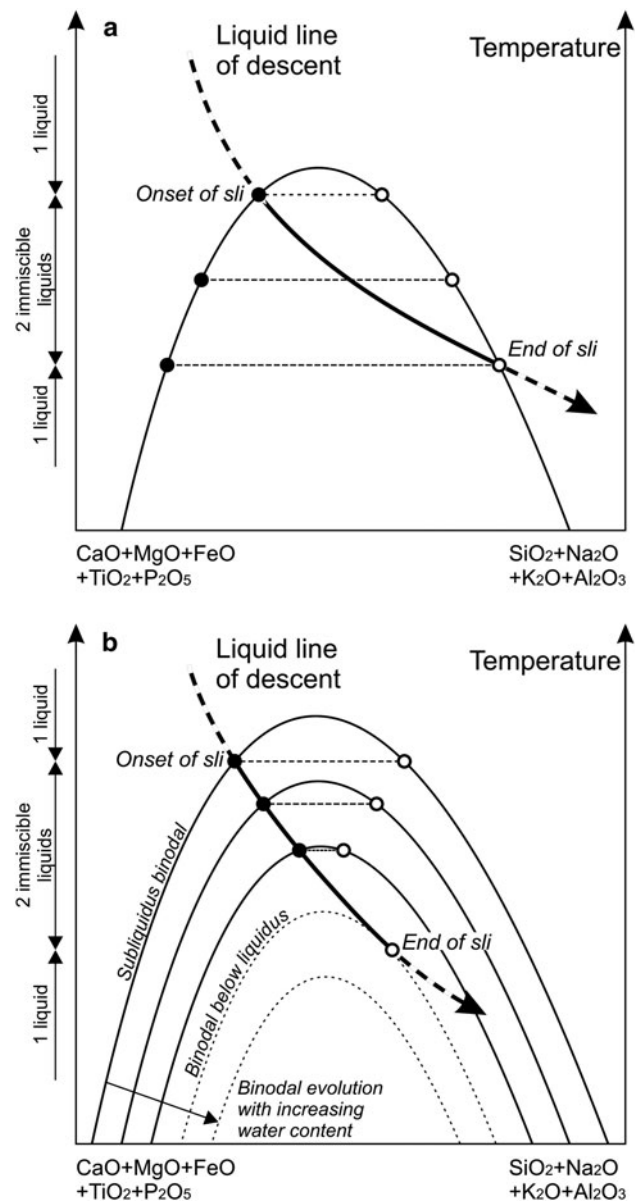 a
Liquid line
of descent
Temperature
1 liquid
Onset of sli
2 immiscible
liquids
End of sli
1 liquid
CaO+MgO+FeO
+TiO₂+P₂O₅
SiO₂+Na₂O
+K₂O+Al₂O₃
b
Liquid line
of descent
Temperature
1 liquid
Onset of sli
2 immiscible
liquids
Subliquidus binodal
Binodal below liquidus
End of sli
1 liquid
Binodal evolution
with increasing
water content
CaO+MgO+FeO
+TiO₂+P₂O₅
SiO₂+Na₂O
+K₂O+Al₂O₃